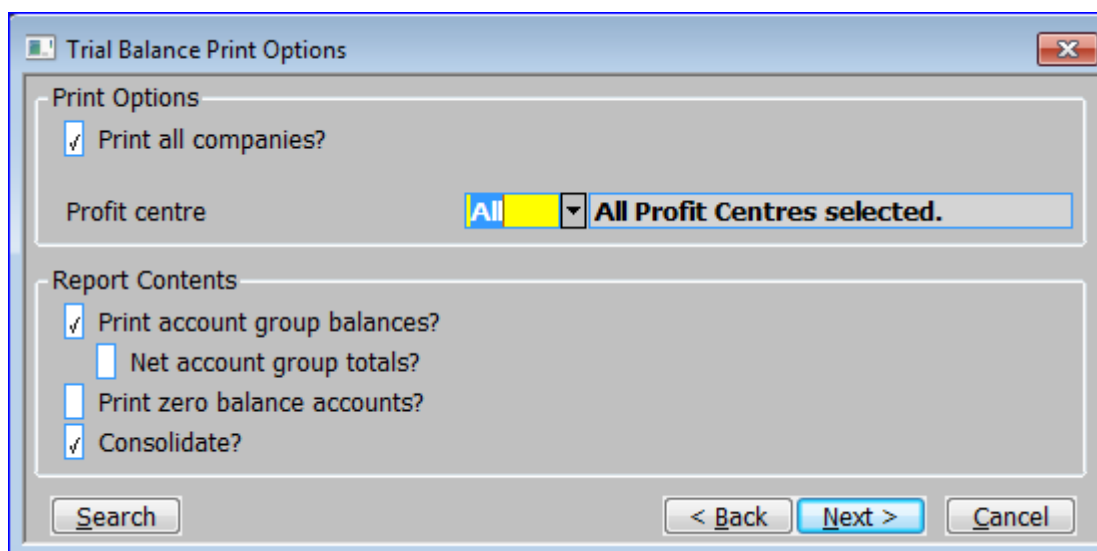 Trial Balance Print Options
Print Options
Print all companies?
Profit centre All All Profit Centres selected.
Report Contents
Print account group balances?
Net account group totals?
Print zero balance accounts?
Consolidate?
Search < Back Next > Cancel